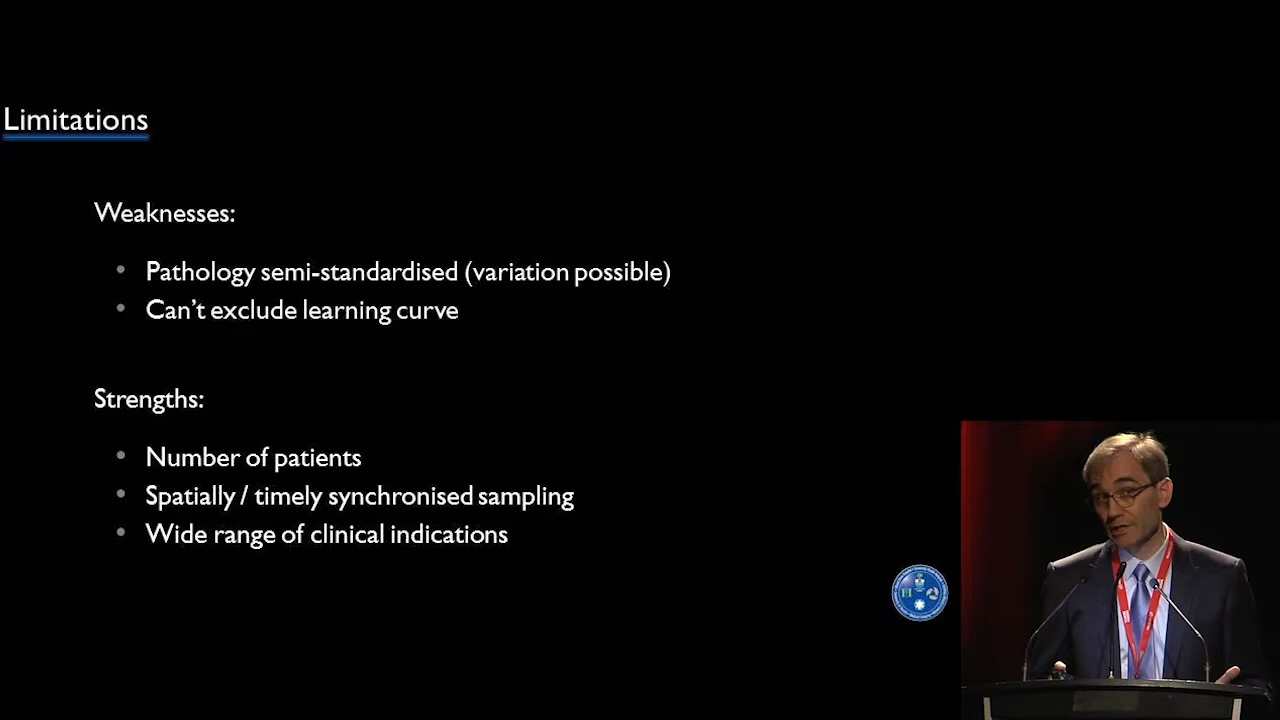 Limitations
Weaknesses:
• Pathology semi-standardised (variation possible)
• Can't exclude learning curve
Strengths:
• Number of patients
• Spatially / timely synchronised sampling
• Wide range of clinical indications